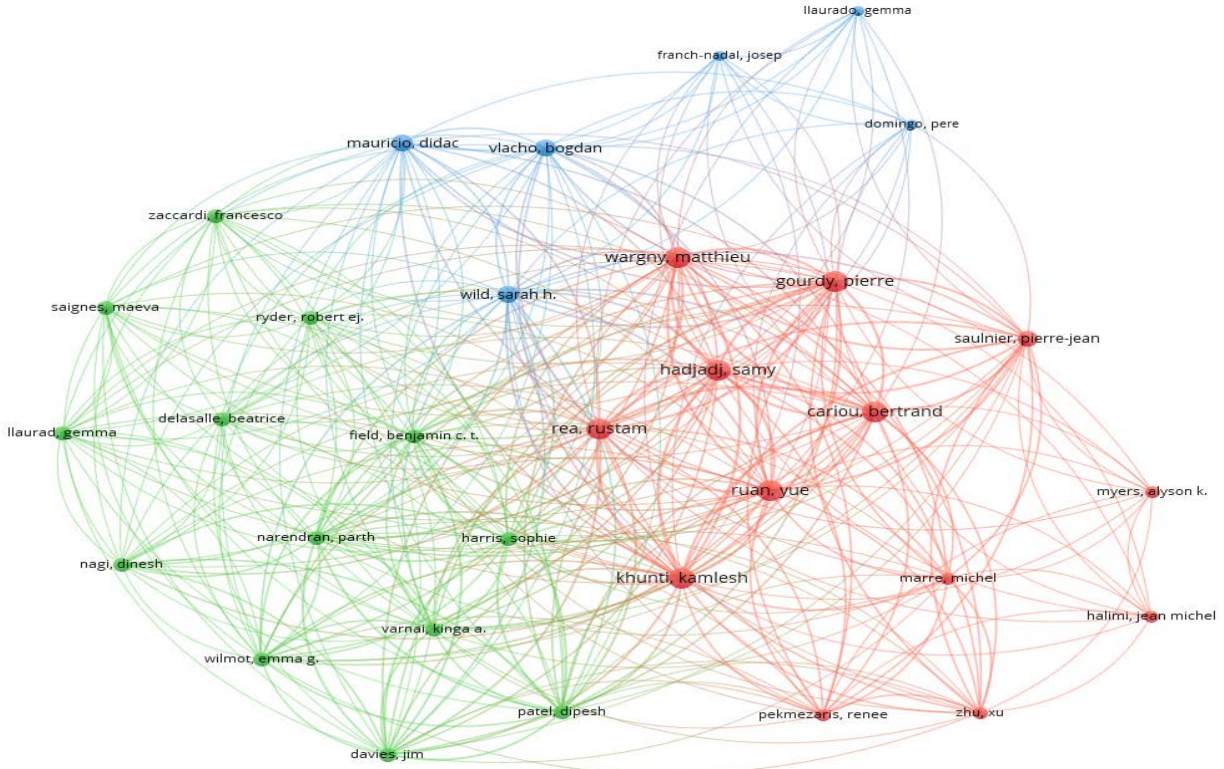 llaurado, gemma
franch-nadal, josep
domingo, pere
mauricio, didac
vlacho, bogdan
zaccardi, francesco
wargny, matthieu
gourdy, pierre
wild, sarah h.
saignes, maeva
ryder, robert ej.
saulnier, pierre-jean
hadjadj, samy
cariou, bertrand
delasalle, beatrice
rea, rustam
llaurad, gemma
field, benjamin c. t.
ruan, yue
myers, alyson k.
narendran, parth
harris, sophie
nagi, dinesh
khunti, kamlesh
marre, michel
halimi, jean michel
varnai, kinga a.
wilmot, emma g.
patel, dipesh
pekmezaris, renee
zhu, xu
davies, jim